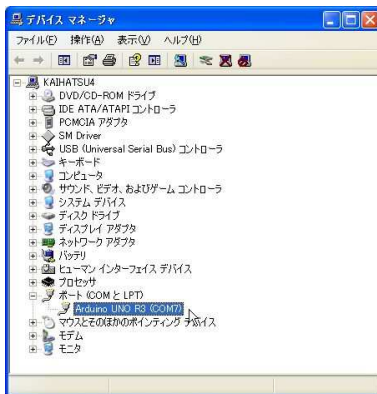 デバイス マネージャ
ファイル(F) 操作(A) 表示(V) ヘルプ(H)
KAIHATSU4
DVD/CD-ROM ドライブ
IDE ATA/ATAPI コントローラ
PCMCIA アダプタ
SM Driver
USB (Universal Serial Bus) コントローラ
キーボード
コンピュータ
サウンド、ビデオ、およびゲーム コントローラ
システム デバイス
ディスク ドライブ
ディスプレイ アダプタ
ネットワーク アダプタ
バッテリ
ヒューマン インターフェイス デバイス
プロセッサ
ポート (COM と LPT)
Arduino UNO R3 (COM7)
マウスとそのほかのポインティング デバイス
モデム
モニタ